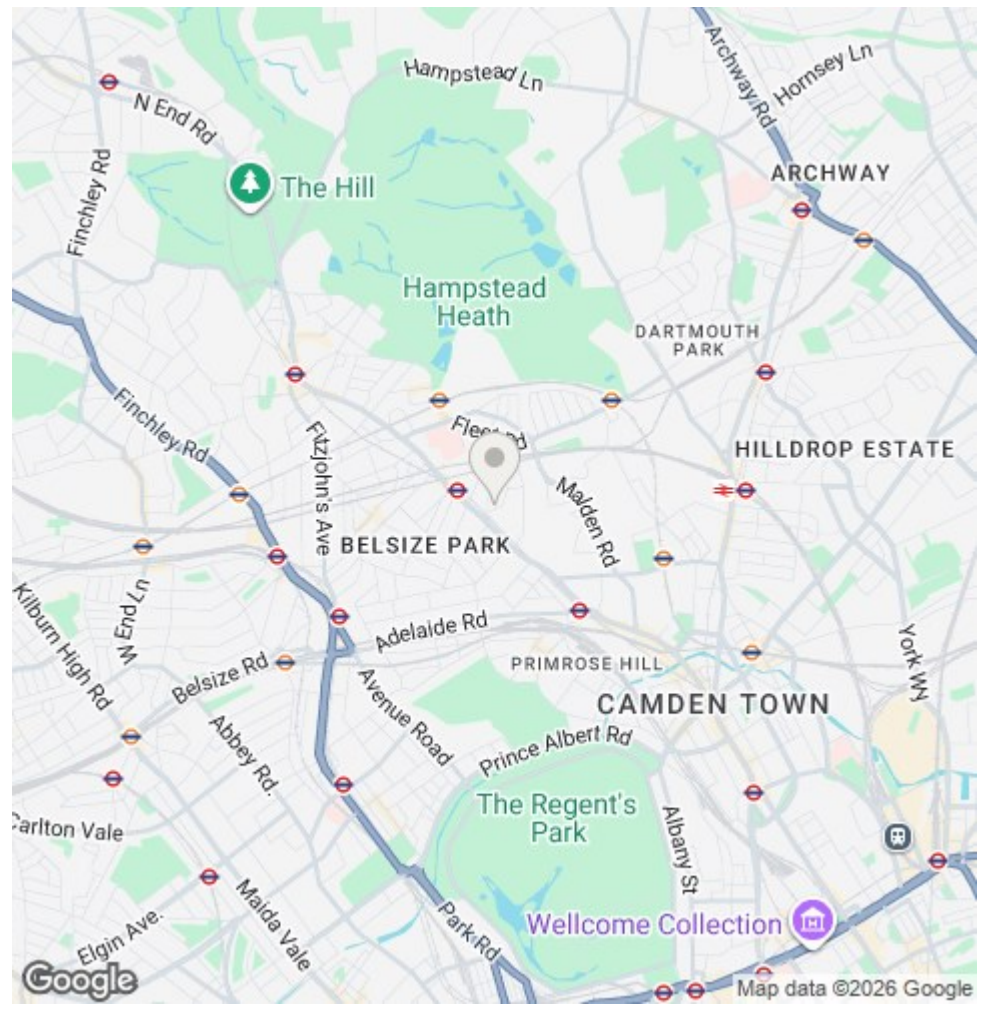 Hampstead Ln
Archway Rd
Hornsey Ln
N End Rd
Finchley Rd
The Hill
ARCHWAY
Hampstead
Heath
DARTMOUTH
PARK
Finchley Rd
Fitzjohn's Ave
Fleet Rd
HILLDROP ESTATE
Malden Rd
BELSIZE PARK
Kilburn High Rd
W End Ln
Adelaide Rd
Belsize Rd
PRIMROSE HILL
York Wy
CAMDEN TOWN
Avenue Road
Abbey Rd.
Prince Albert Rd
The Regent's
Park
Carlton Vale
Albany St
Maida Vale
Elgin Ave.
Park Rd
Wellcome Collection
Google
Map data ©2026 Google